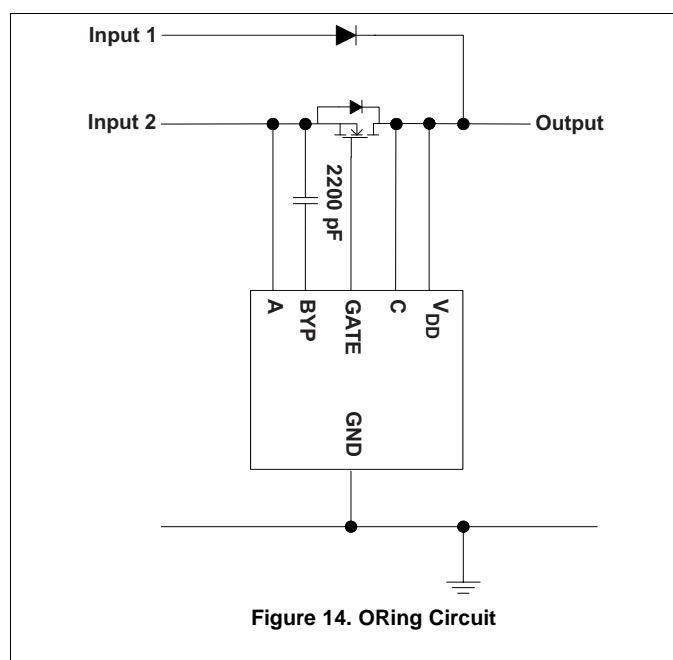 Input 1
Input 2
Output
2200 pF
A
BYP
GATE
C
VDD
GND
Figure 14. ORing Circuit